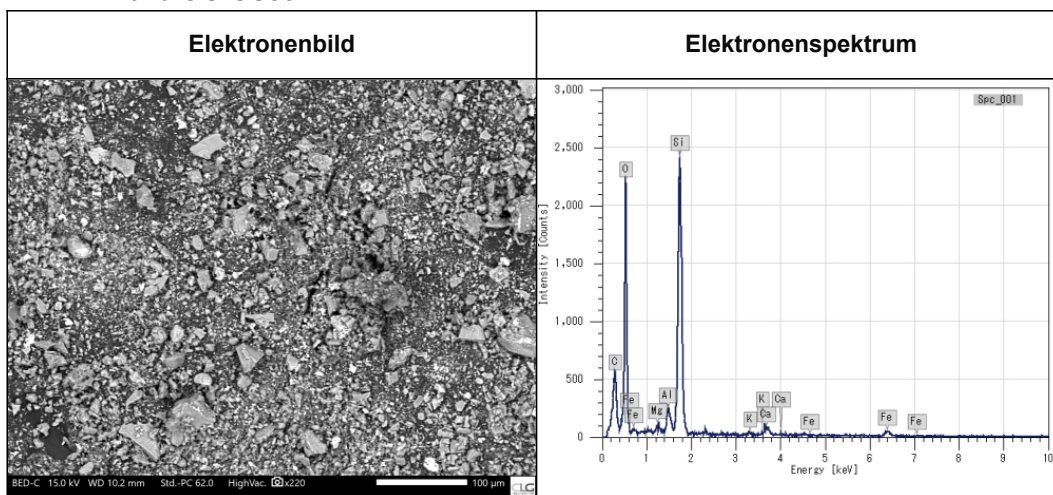 Elektronenbild
Elektronenspektrum
BED-C 15.0 kV WD 10.2 mm Std.-PC 62.0 HighVac. x220 100 µm CLG
Spc_001
Intensity [Counts]
3,000
2,500
2,000
1,500
1,000
500
0
C
O
Fe
Fe
Mg
Al
Si
K
K
Ca
Ca
Fe
Fe
Fe
0 1 2 3 4 5 6 7 8 9 10
Energy [keV]